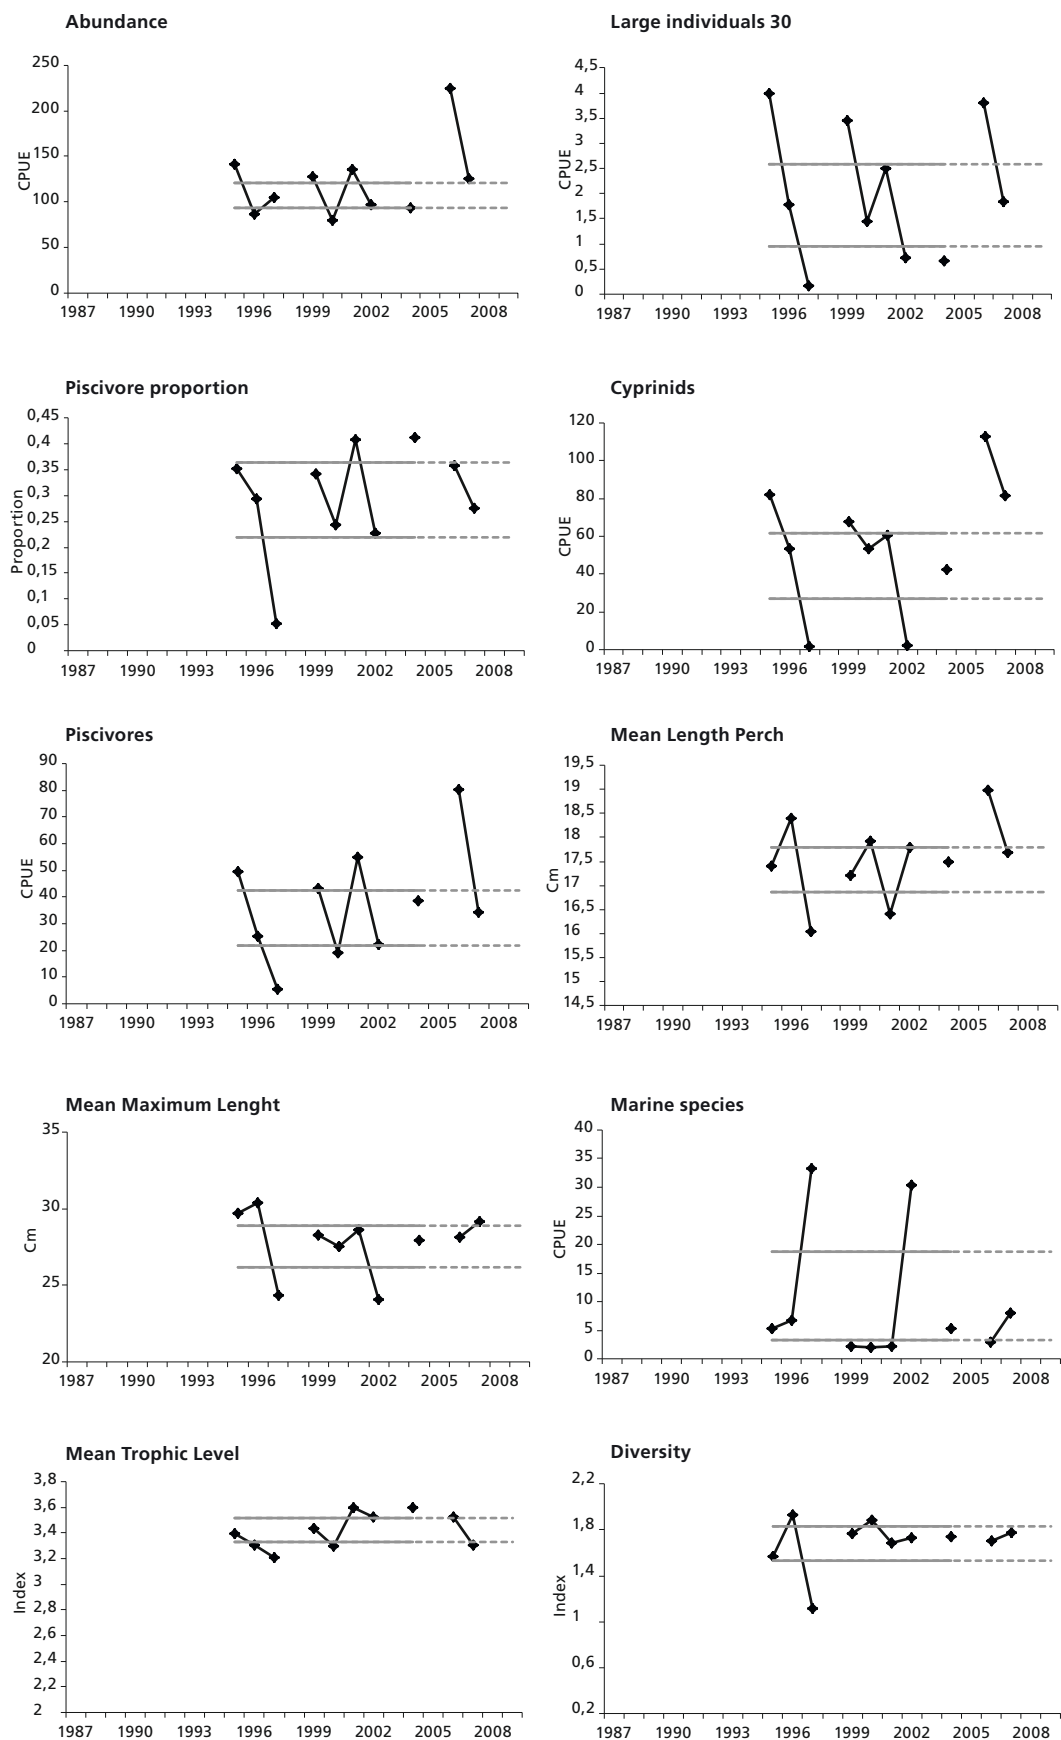 Abundance
CPUE
250
200
150
100
50
0
1987 1990 1993 1996 1999 2002 2005 2008
Large individuals 30
CPUE
4,5
4
3,5
3
2,5
2
1,5
1
0,5
0
1987 1990 1993 1996 1999 2002 2005 2008
Piscivore proportion
Proportion
0,45
0,4
0,35
0,3
0,25
0,2
0,15
0,1
0,05
0
1987 1990 1993 1996 1999 2002 2005 2008
Cyprinids
CPUE
120
100
80
60
40
20
0
1987 1990 1993 1996 1999 2002 2005 2008
Piscivores
CPUE
90
80
70
60
50
40
30
20
10
0
1987 1990 1993 1996 1999 2002 2005 2008
Mean Length Perch
Cm
19,5
19
18,5
18
17,5
17
16,5
16
15,5
15
14,5
1987 1990 1993 1996 1999 2002 2005 2008
Mean Maximum Lenght
Cm
35
30
25
20
1987 1990 1993 1996 1999 2002 2005 2008
Marine species
CPUE
40
35
30
25
20
15
10
5
0
1987 1990 1993 1996 1999 2002 2005 2008
Mean Trophic Level
Index
3,8
3,6
3,4
3,2
3
2,8
2,6
2,4
2,2
2
1987 1990 1993 1996 1999 2002 2005 2008
Diversity
Index
2,2
1,8
1,4
1
0,6
0,2
1987 1990 1993 1996 1999 2002 2005 2008